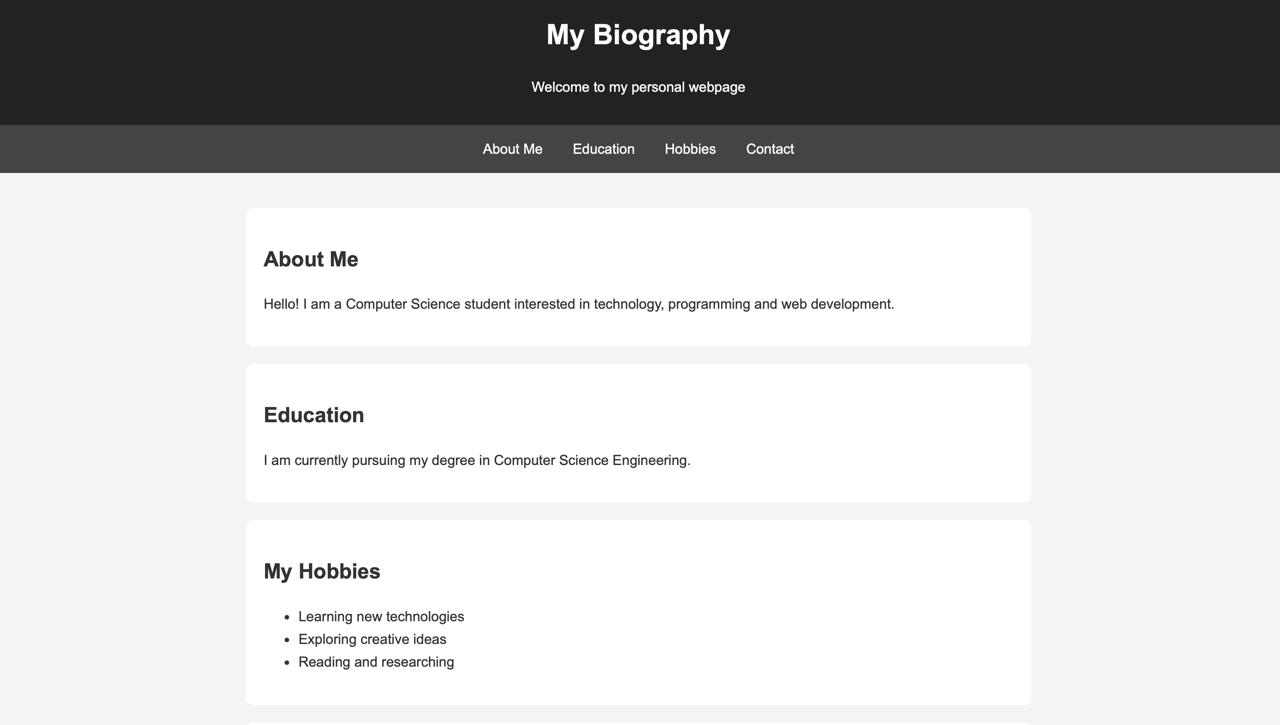 My Biography
Welcome to my personal webpage
About Me Education Hobbies Contact
About Me
Hello! I am a Computer Science student interested in technology, programming and web development.
Education
I am currently pursuing my degree in Computer Science Engineering.
My Hobbies
• Learning new technologies
• Exploring creative ideas
• Reading and researching